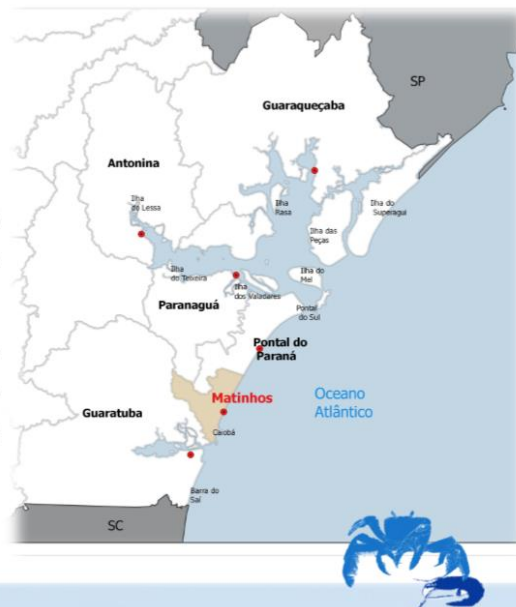 SP
Guaraqueçaba
Antonina
Ilha
do Lessa
Ilha
Rasa
Ilha do
Superagui
Ilha das
Peças
Ilha
do Teixeira
Ilha do
Mel
Ilha
dos Valadares
Paranaguá
Pontal
do Sul
Pontal do
Paraná
Matinhos
Oceano
Atlântico
Guaratuba
Caiobá
Barra do
Saí
SC